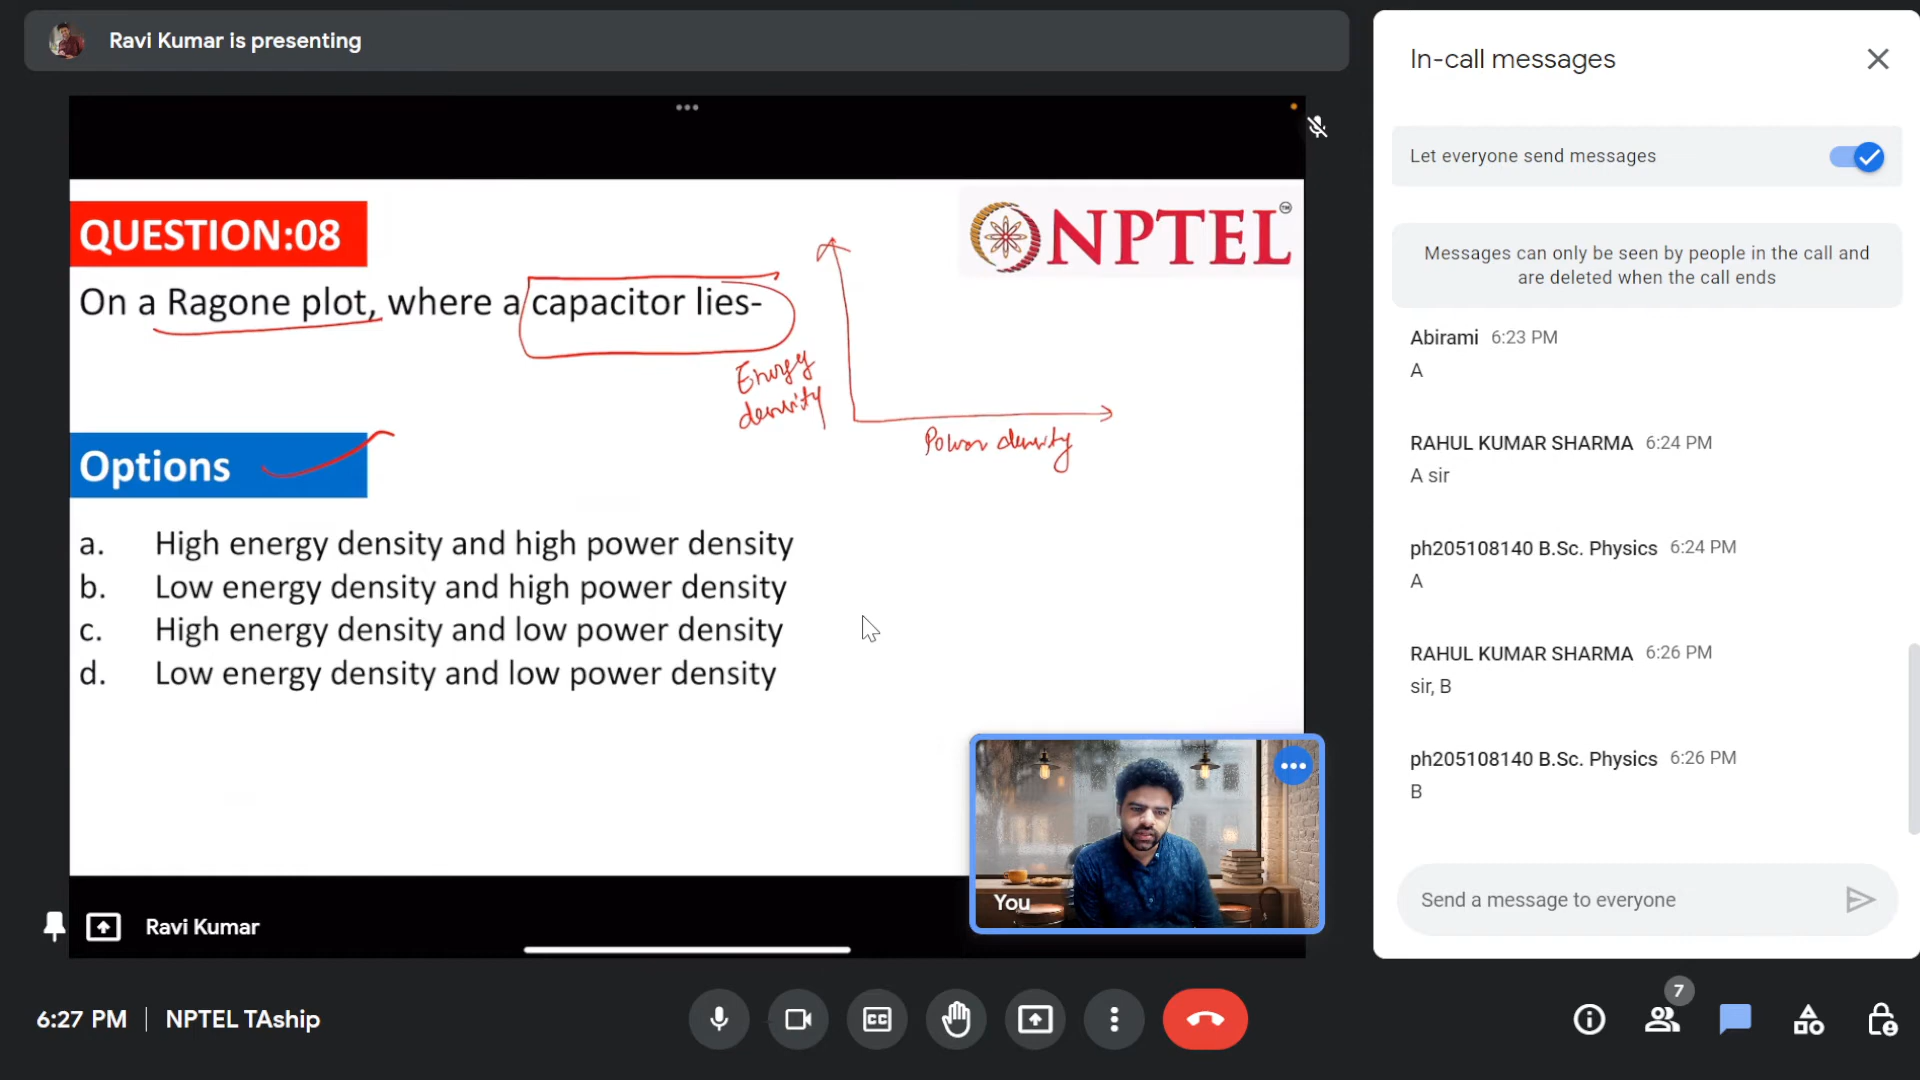 Ravi Kumar is presenting
QUESTION:08
NPTEL
TM
On a Ragone plot, where a capacitor lies-
Energy
density
Power density
Options
a. High energy density and high power density
b. Low energy density and high power density
c. High energy density and low power density
d. Low energy density and low power density
You
Ravi Kumar
6:27 PM | NPTEL TAship
CC
7
In-call messages
Let everyone send messages
Messages can only be seen by people in the call and
are deleted when the call ends
Abirami 6:23 PM
A
RAHUL KUMAR SHARMA 6:24 PM
A sir
ph205108140 B.Sc. Physics 6:24 PM
A
RAHUL KUMAR SHARMA 6:26 PM
sir, B
ph205108140 B.Sc. Physics 6:26 PM
B
Send a message to everyone